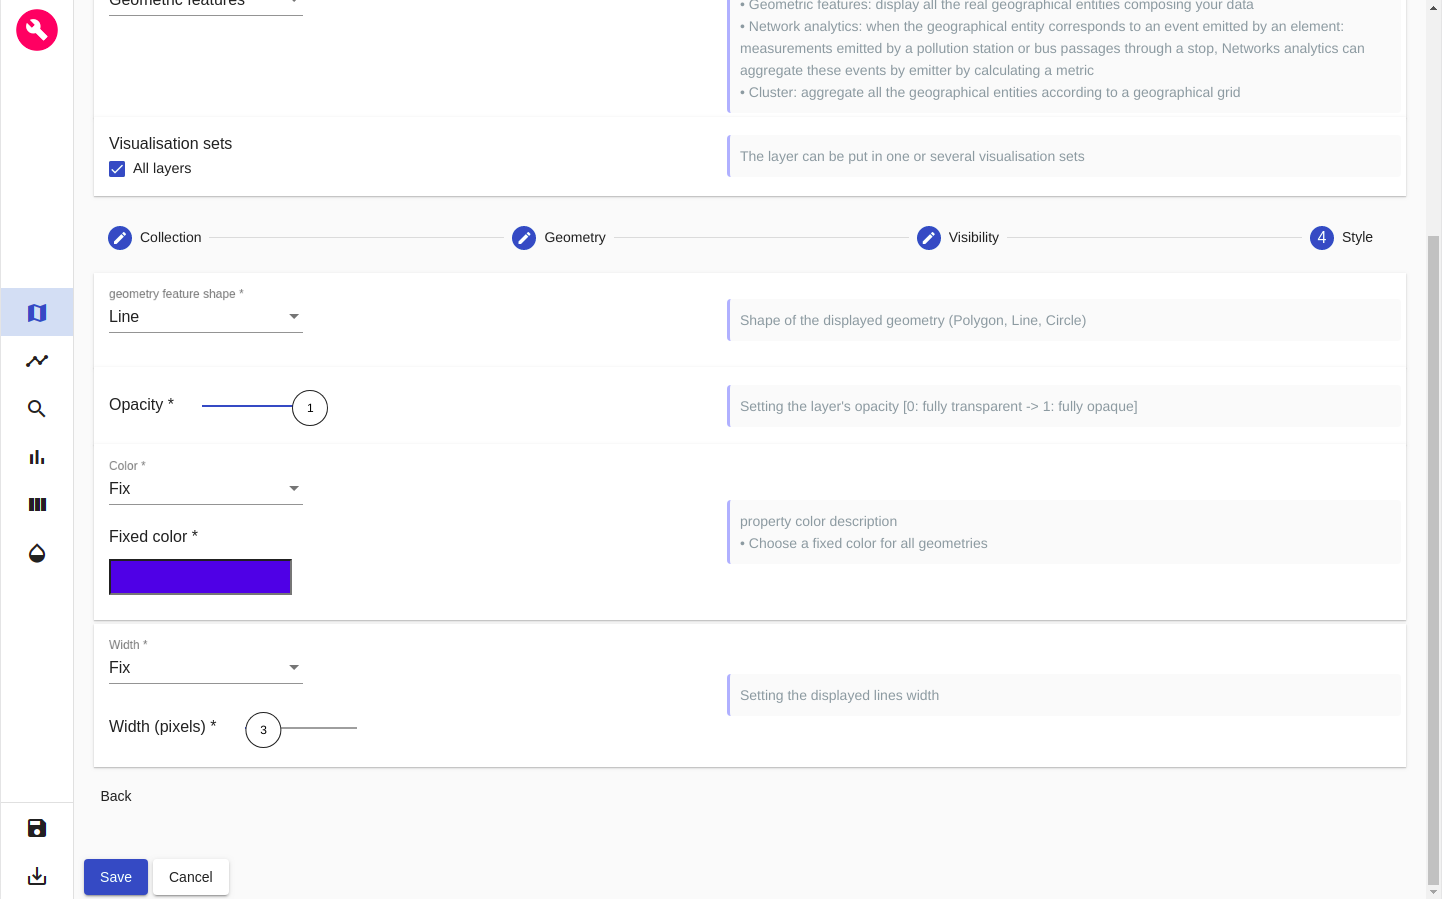 Geometric features
• Geometric features: display all the real geographical entities composing your data
• Network analytics: when the geographical entity corresponds to an event emitted by an element:
measurements emitted by a pollution station or bus passages through a stop, Networks analytics can
aggregate these events by emitter by calculating a metric
• Cluster: aggregate all the geographical entities according to a geographical grid
Visualisation sets
All layers
The layer can be put in one or several visualisation sets
Collection
Geometry
Visibility
4 Style
geometry feature shape *
Line
Shape of the displayed geometry (Polygon, Line, Circle)
Opacity *
1
Setting the layer's opacity [0: fully transparent -> 1: fully opaque]
Color *
Fix
Fixed color *
property color description
• Choose a fixed color for all geometries
Width *
Fix
Setting the displayed lines width
Width (pixels) *
3
Back
Save
Cancel